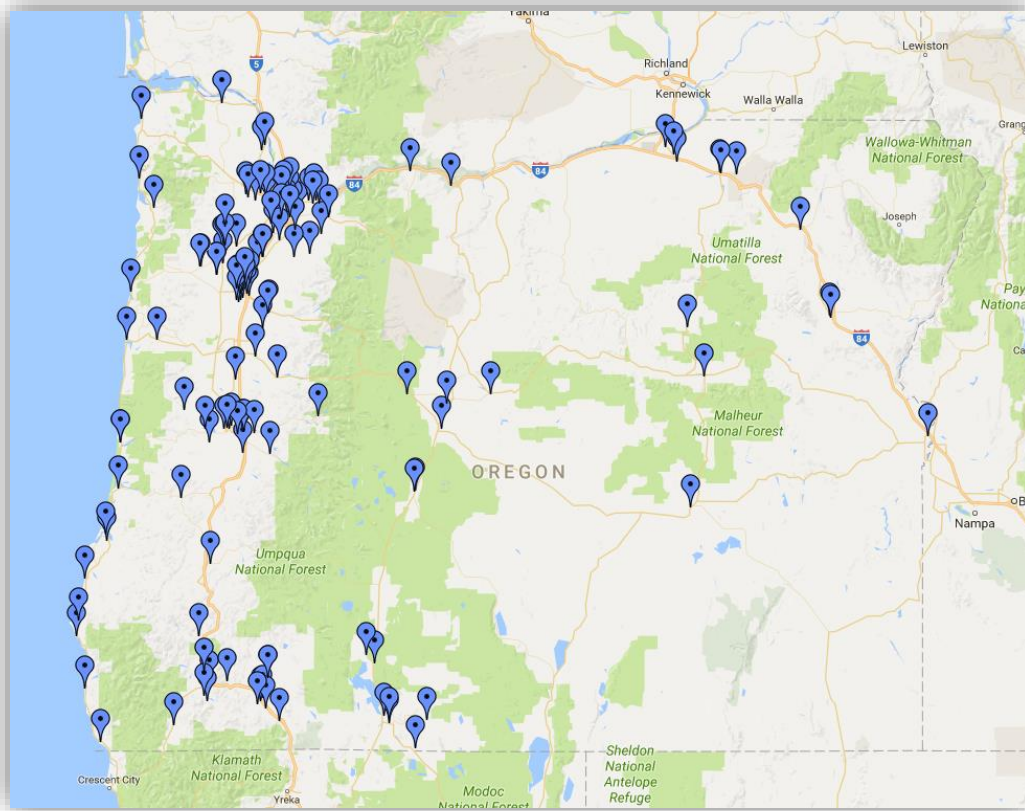 Yakima
Lewiston
5
Richland
Kennewick
Walla Walla
Wallowa-Whitman
National Forest
84
84
Joseph
Umatilla
National Forest
84
Malheur
National Forest
OREGON
Nampa
Umpqua
National Forest
Klamath
National Forest
Crescent City
Yreka
Modoc
National Forest
Sheldon
National
Antelope
Refuge